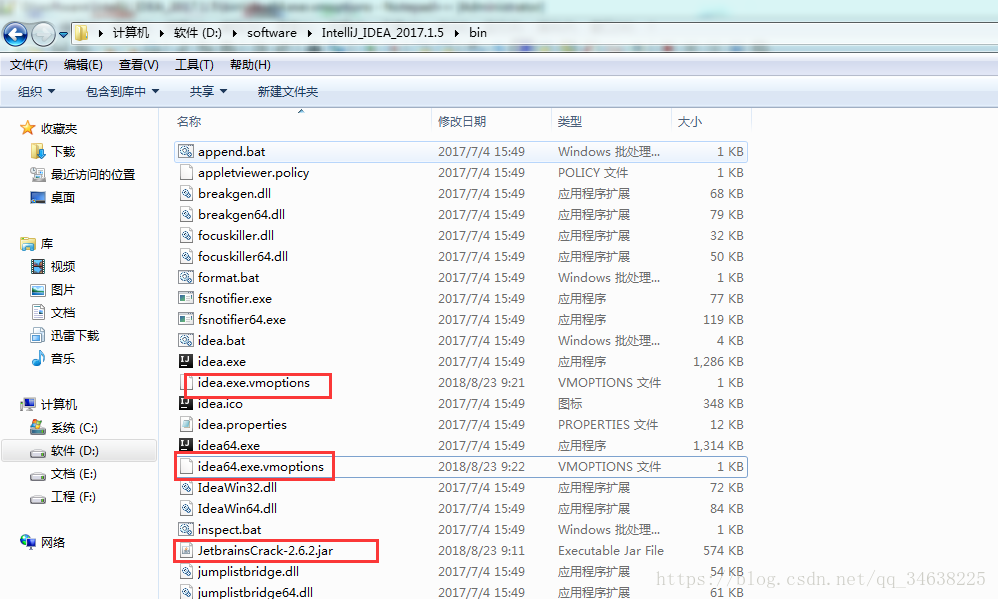 计算机 ▸ 软件 (D:) ▸ software ▸ IntelliJ_IDEA_2017.1.5 ▸ bin
文件(F) 编辑(E) 查看(V) 工具(T) 帮助(H)
组织 包含到库中 共享 新建文件夹
收藏夹
下载
最近访问的位置
桌面
库
视频
图片
文档
迅雷下载
音乐
计算机
系统 (C:)
软件 (D:)
文档 (E:)
工程 (F:)
网络
名称 修改日期 类型 大小
append.bat 2017/7/4 15:49 Windows 批处理... 1 KB
appletviewer.policy 2017/7/4 15:49 POLICY 文件 1 KB
breakgen.dll 2017/7/4 15:49 应用程序扩展 68 KB
breakgen64.dll 2017/7/4 15:49 应用程序扩展 79 KB
focuskiller.dll 2017/7/4 15:49 应用程序扩展 32 KB
focuskiller64.dll 2017/7/4 15:49 应用程序扩展 50 KB
format.bat 2017/7/4 15:49 Windows 批处理... 1 KB
fsnotifier.exe 2017/7/4 15:49 应用程序 77 KB
fsnotifier64.exe 2017/7/4 15:49 应用程序 119 KB
idea.bat 2017/7/4 15:49 Windows 批处理... 4 KB
idea.exe 2017/7/4 15:49 应用程序 1,286 KB
idea.exe.vmoptions 2018/8/23 9:21 VMOPTIONS 文件 1 KB
idea.ico 2017/7/4 15:49 图标 348 KB
idea.properties 2017/7/4 15:49 PROPERTIES 文件 12 KB
idea64.exe 2017/7/4 15:49 应用程序 1,314 KB
idea64.exe.vmoptions 2018/8/23 9:22 VMOPTIONS 文件 1 KB
IdeaWin32.dll 2017/7/4 15:49 应用程序扩展 72 KB
IdeaWin64.dll 2017/7/4 15:49 应用程序扩展 84 KB
inspect.bat 2017/7/4 15:49 Windows 批处理... 1 KB
JetbrainsCrack-2.6.2.jar 2018/8/23 9:11 Executable Jar File 574 KB
jumplistbridge.dll 2017/7/4 15:49 应用程序扩展 54 KB
jumplistbridge64.dll 2017/7/4 15:49 应用程序扩展 61 KB
https://blog.csdn.net/qq_34638225